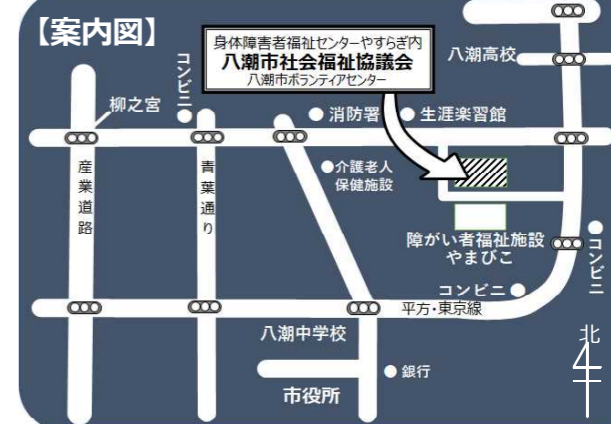 【案内図】
身体障害者福祉センターやすらぎ内
八潮市社会福祉協議会
八潮市ボランティアセンター
コンビニ
八潮高校
柳之宮
消防署
生涯楽習館
産業道路
青葉通り
介護老人
保健施設
障がい者福祉施設
やまびこ
コンビニ
コンビニ
平方・東京線
八潮中学校
北
銀行
市役所